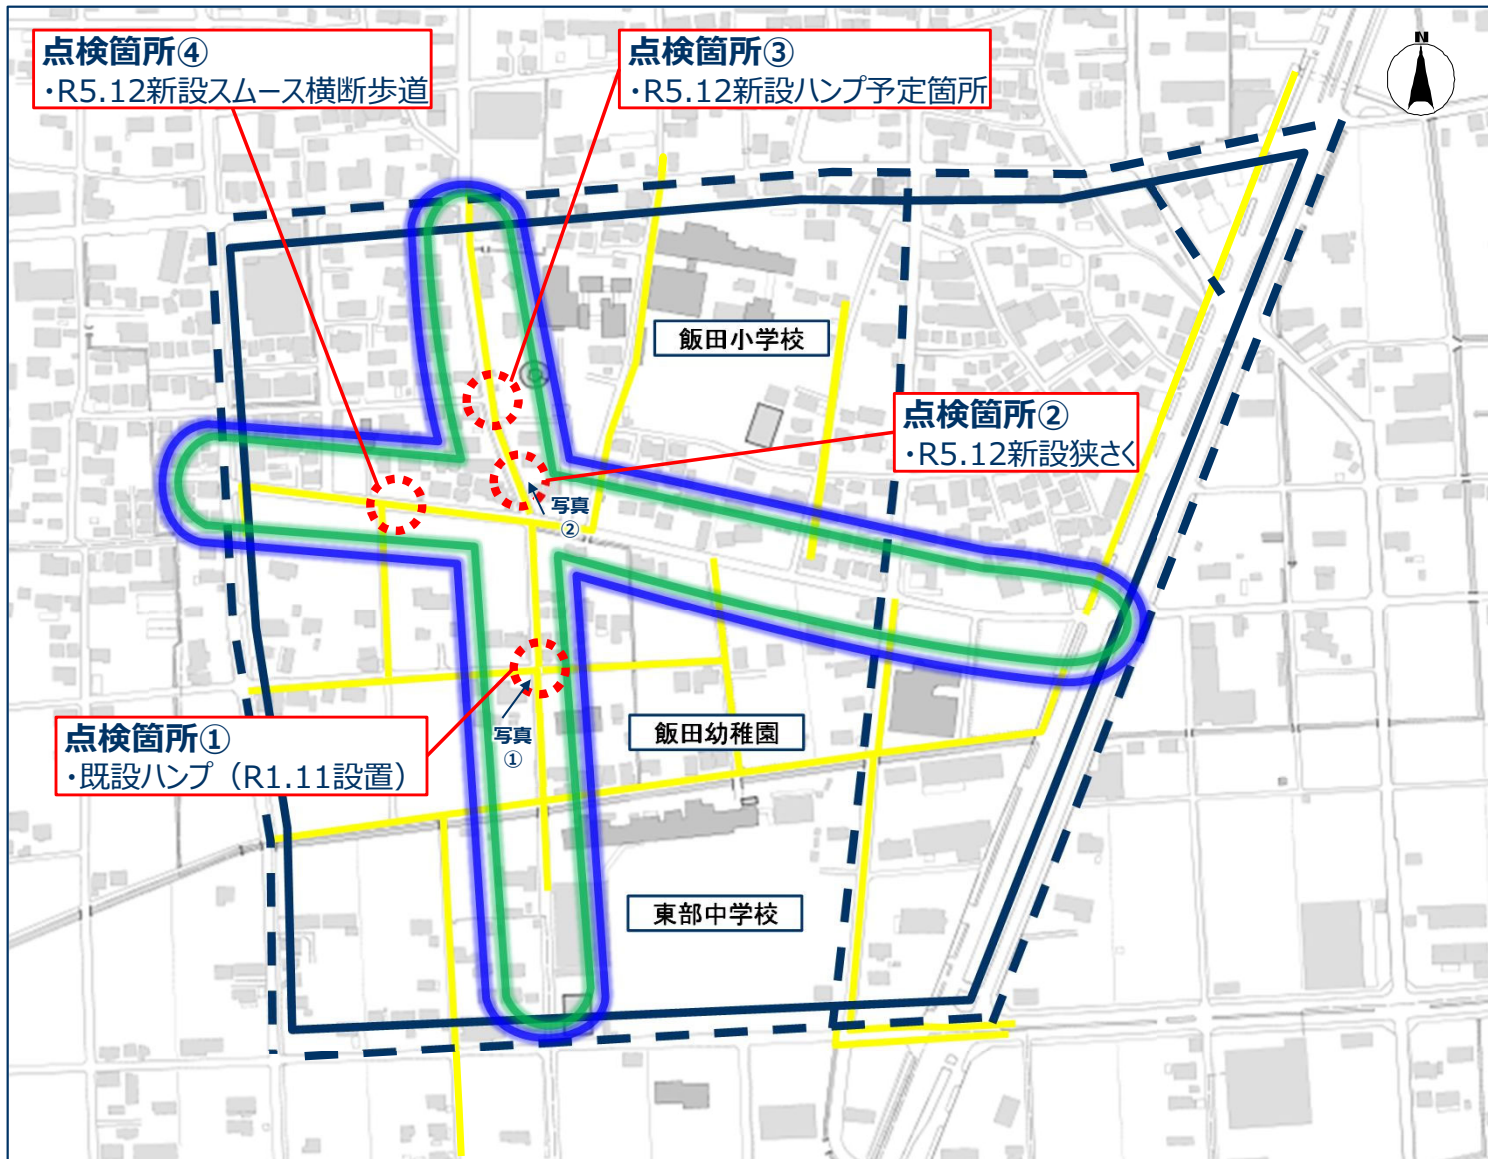 点検箇所④
・R5.12新設スムース横断歩道
点検箇所③
・R5.12新設ハンプ予定箇所
N
飯田小学校
点検箇所②
・R5.12新設狭さく
写真
②
点検箇所①
・既設ハンプ（R1.11設置）
写真
①
飯田幼稚園
東部中学校